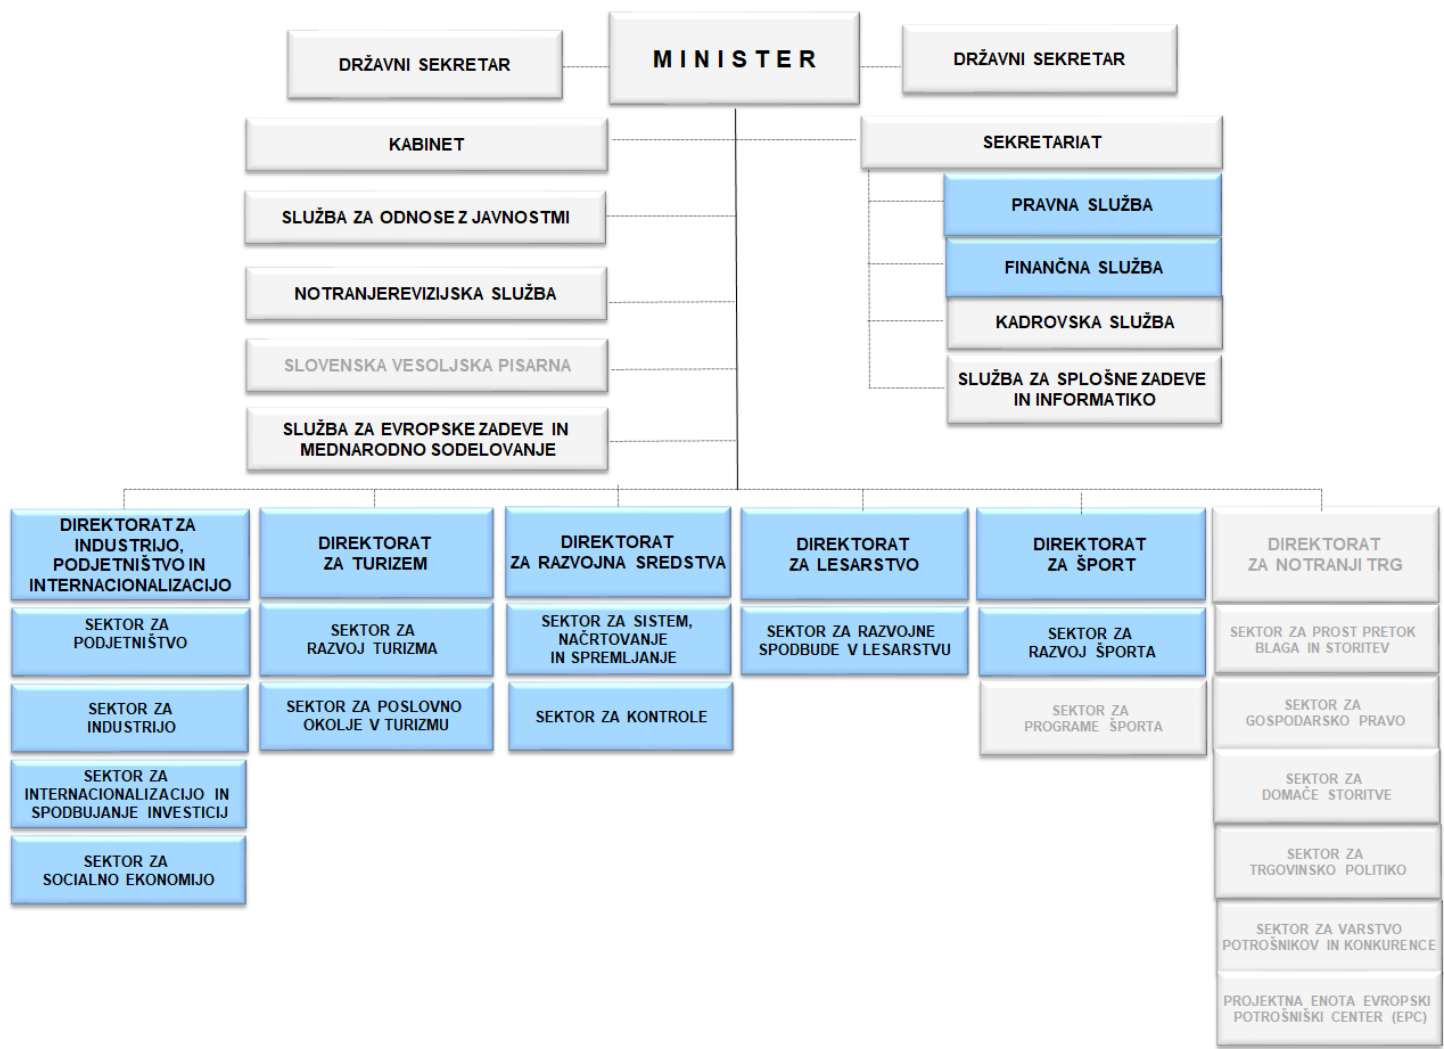 DRŽAVNI SEKRETAR
MINISTER
DRŽAVNI SEKRETAR
KABINET
SEKRETARIAT
PRAVNA SLUŽBA
SLUŽBA ZA ODNOSE Z JAVNOSTMI
FINANČNA SLUŽBA
NOTRANJEREVIZIJSKA SLUŽBA
KADROVSKA SLUŽBA
SLOVENSKA VESOLJSKA PISARNA
SLUŽBA ZA SPLOŠNE ZADEVE
IN INFORMATIKO
SLUŽBA ZA EVROPSKE ZADEVE IN
MEDNARODNO SODELOVANJE
DIREKTORAT ZA
INDUSTRIJO,
PODJETNIŠTVO IN
INTERNACIONALIZACIJO
SEKTOR ZA
PODJETNIŠTVO
SEKTOR ZA
INDUSTRIJO
SEKTOR ZA
INTERNACIONALIZACIJO IN
SPODBUJANJE INVESTICIJ
SEKTOR ZA
SOCIALNO EKONOMIJO
DIREKTORAT
ZA TURIZEM
SEKTOR ZA
RAZVOJ TURIZMA
SEKTOR ZA POSLOVNO
OKOLJE V TURIZMU
DIREKTORAT
ZA RAZVOJNA SREDSTVA
SEKTOR ZA SISTEM,
NAČRTOVANJE
IN SPREMLJANJE
SEKTOR ZA KONTROLE
DIREKTORAT
ZA LESARSTVO
SEKTOR ZA RAZVOJNE
SPODBUDE V LESARSTVU
DIREKTORAT
ZA ŠPORT
SEKTOR ZA
RAZVOJ ŠPORTA
SEKTOR ZA
PROGRAME ŠPORTA
DIREKTORAT
ZA NOTRANJI TRG
SEKTOR ZA PROST PRETOK
BLAGA IN STORITEV
SEKTOR ZA
GOSPODARSKO PRAVO
SEKTOR ZA
DOMAČE STORITVE
SEKTOR ZA
TRGOVINSKO POLITIKO
SEKTOR ZA VARSTVO
POTROŠNIKOV IN KONKURENCE
PROJEKTNA ENOTA EVROPSKI
POTROŠNIŠKI CENTER (EPC)